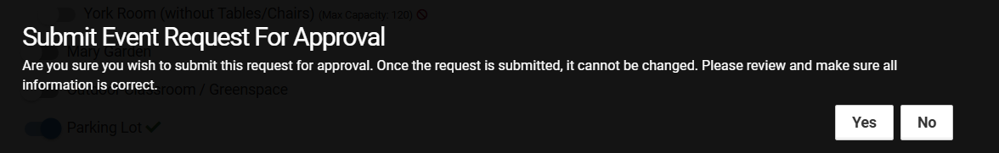 York Room (without Tables/Chairs) (Max Capacity: 120)
Submit Event Request For Approval
Mary Garden
Are you sure you wish to submit this request for approval. Once the request is submitted, it cannot be changed. Please review and make sure all
information is correct.
Classroom / Greenspace
Parking Lot
Yes No